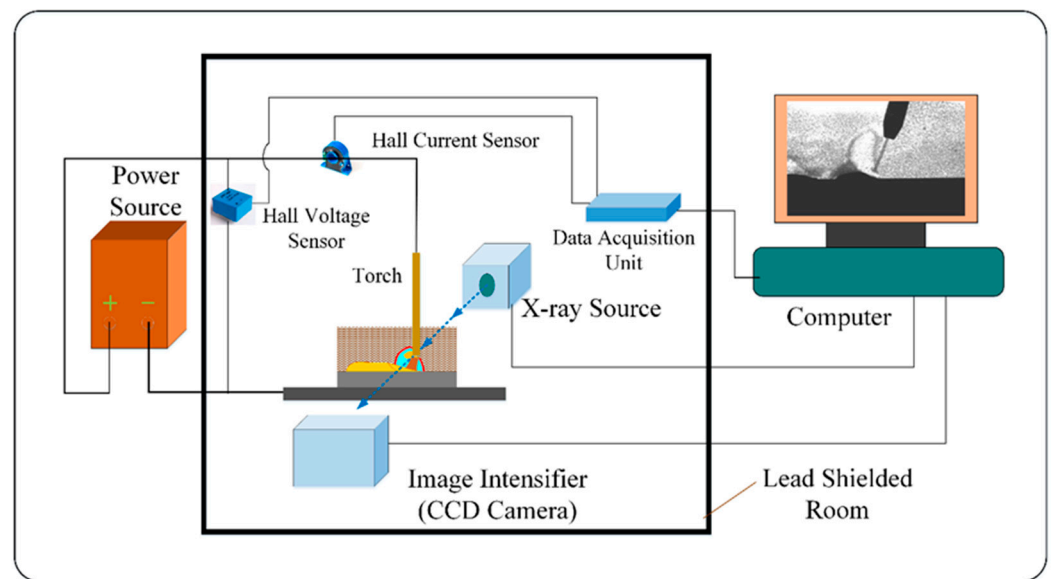 Power
Source
+ −
Hall Current Sensor
Hall Voltage
Sensor
Torch
X-ray Source
Data Acquisition
Unit
Computer
Image Intensifier
(CCD Camera)
Lead Shielded
Room